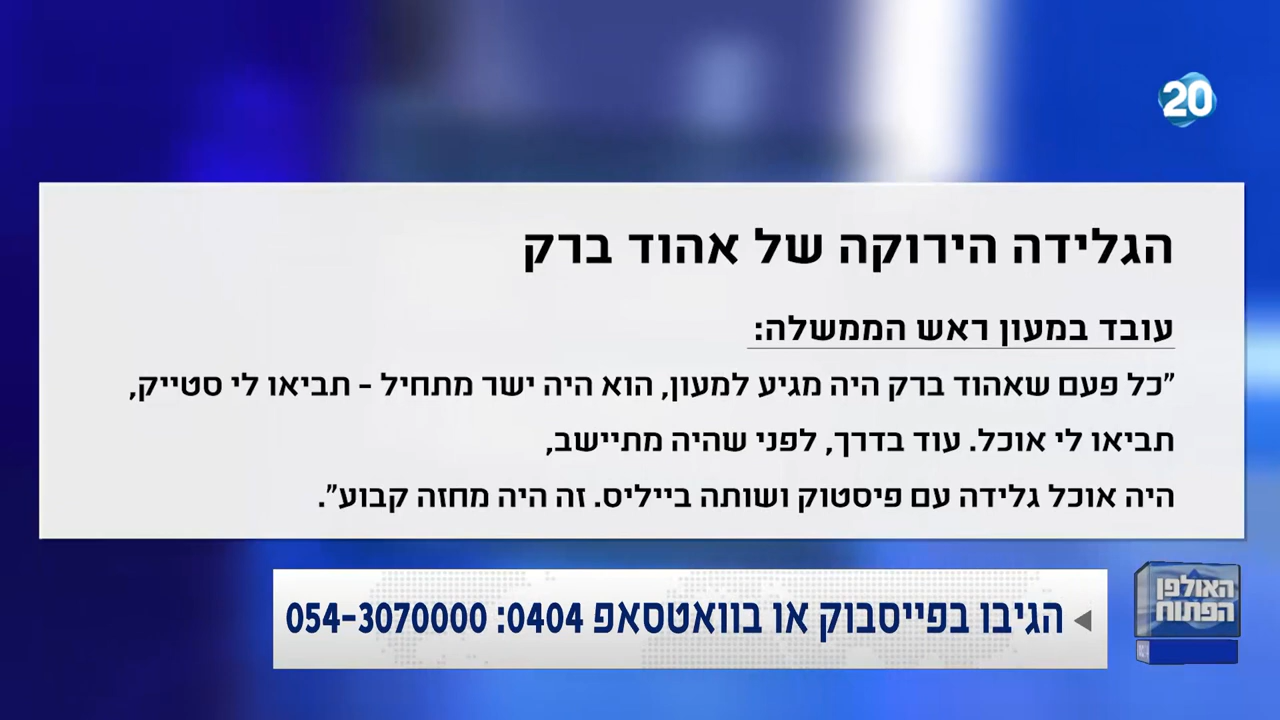 20
הגלידה הירוקה של אהוד ברק
עובד במעון ראש הממשלה:
"כל פעם שאהוד ברק היה מגיע למעון, הוא היה ישר מתחיל - תביאו לי סטייק,
תביאו לי אוכל. עוד בדרך, לפני שהיה מתיישב,
היה אוכל גלידה עם פיסטוק ושותה בייליס. זה היה מחזה קבוע".
הגיבו בפייסבוק או בוואטסאפ 0404: 054-3070000
האולפן
הפתוח